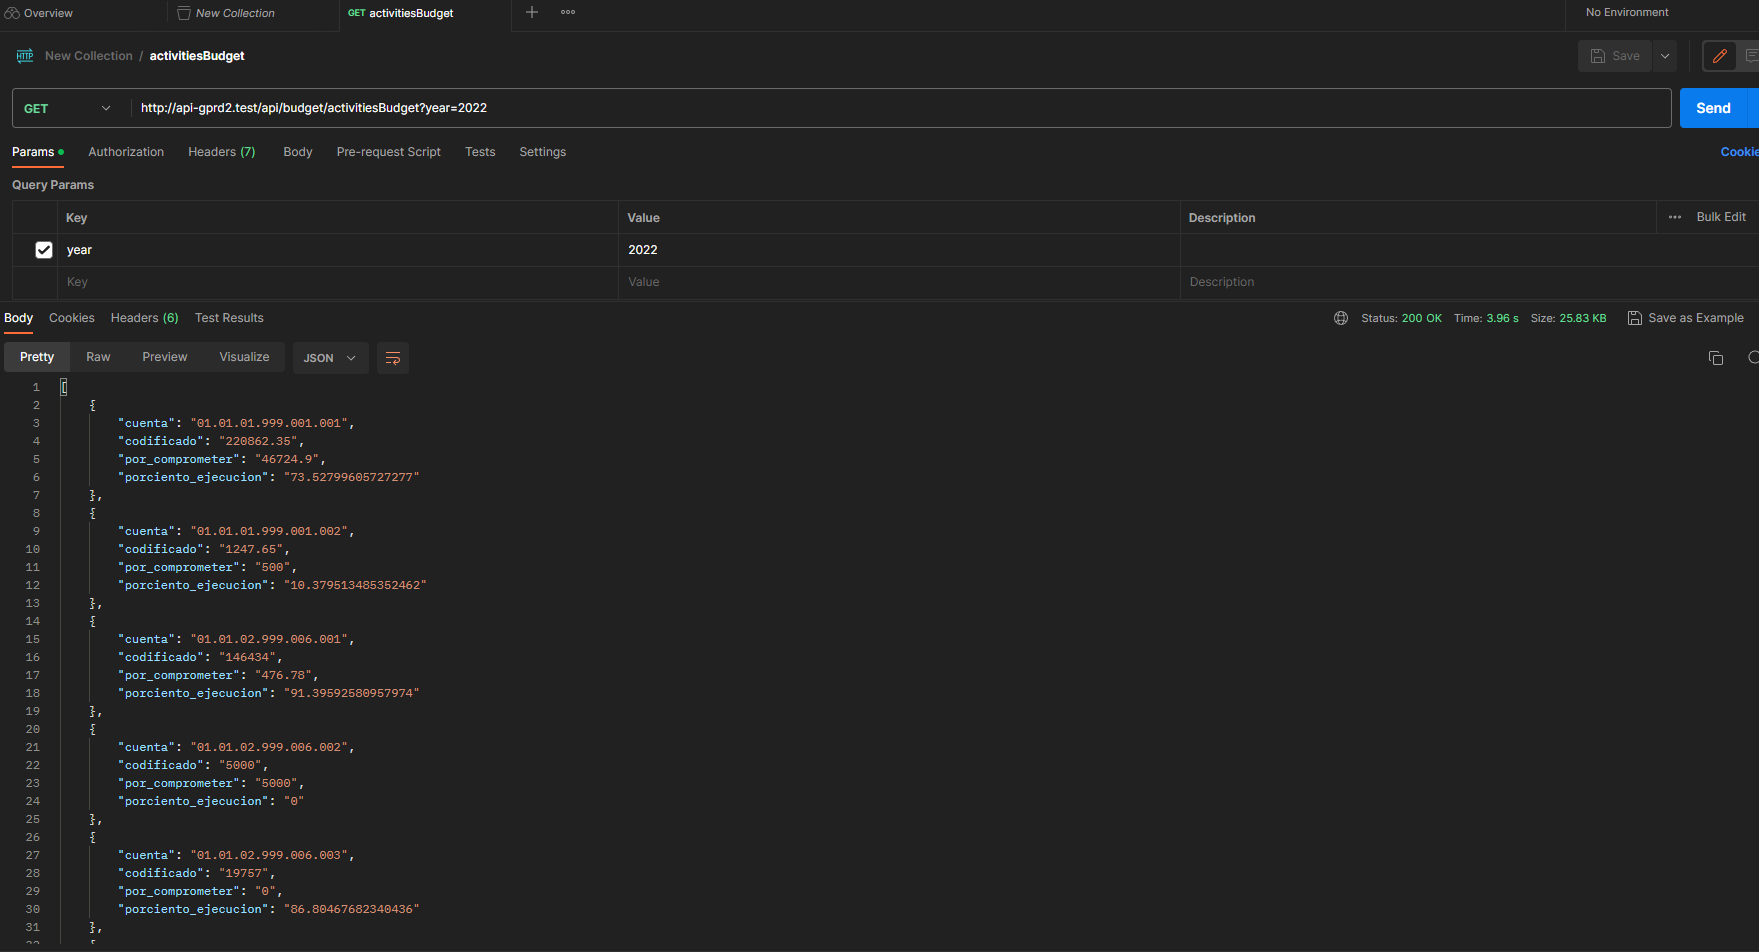 Overview New Collection GET activitiesBudget No Environment
HTTP New Collection / activitiesBudget Save
GET http://api-gprd2.test/api/budget/activitiesBudget?year=2022 Send
Params Authorization Headers (7) Body Pre-request Script Tests Settings Cookie
Query Params
Key Value Description Bulk Edit
year 2022
Key Value Description
Body Cookies Headers (6) Test Results Status: 200 OK Time: 3.96 s Size: 25.83 KB Save as Example
Pretty Raw Preview Visualize JSON
1 [
2 {
3 "cuenta": "01.01.01.999.001.001",
4 "codificado": "220862.35",
5 "por_comprometer": "46724.9",
6 "porciento_ejecucion": "73.52799605727277"
7 },
8 {
9 "cuenta": "01.01.01.999.001.002",
10 "codificado": "1247.65",
11 "por_comprometer": "500",
12 "porciento_ejecucion": "10.379513485352462"
13 },
14 {
15 "cuenta": "01.01.02.999.006.001",
16 "codificado": "146434",
17 "por_comprometer": "476.78",
18 "porciento_ejecucion": "91.39592580957974"
19 },
20 {
21 "cuenta": "01.01.02.999.006.002",
22 "codificado": "5000",
23 "por_comprometer": "5000",
24 "porciento_ejecucion": "0"
25 },
26 {
27 "cuenta": "01.01.02.999.006.003",
28 "codificado": "19757",
29 "por_comprometer": "0",
30 "porciento_ejecucion": "86.80467682340436"
31 },